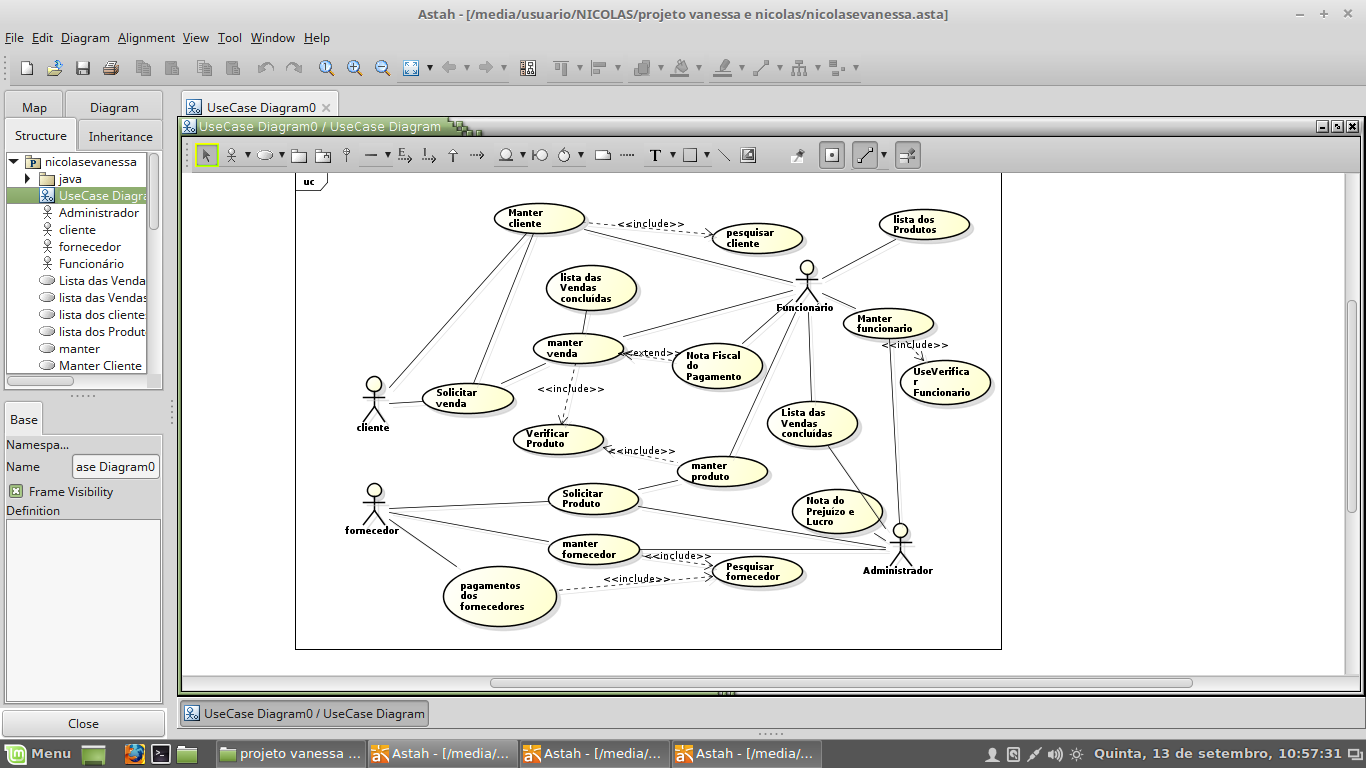 Astah - [/media/usuario/NICOLAS/projeto vanessa e nicolas/nicolasevanessa.asta]
File Edit Diagram Alignment View Tool Window Help
Map Diagram
Structure Inheritance
nicolasevanessa
java
UseCase Diagra
Administrador
cliente
fornecedor
Funcionário
Lista das Venda
lista das Vendas
lista dos cliente
lista dos Produt
manter
Manter Cliente
Base
Namespa...
Name ase Diagram0
Frame Visibility
Definition
Close
UseCase Diagram0
UseCase Diagram0 / UseCase Diagram
T
uc
Manter
cliente
<<include>>
pesquisar
cliente
lista dos
Produtos
lista das
Vendas
concluídas
Funcionário
Manter
funcionario
<<include>>
UseVerifica
r
Funcionario
manter
venda
<<extend>>
Nota Fiscal
do
Pagamento
<<include>>
cliente
Solicitar
venda
Lista das
Vendas
concluídas
Verificar
Produto
<<include>>
manter
produto
fornecedor
Solicitar
Produto
Nota do
Prejuízo e
Lucro
Administrador
manter
fornecedor
<<include>>
Pesquisar
fornecedor
<<include>>
pagamentos
dos
fornecedores
UseCase Diagram0 / UseCase Diagram
Menu
projeto vanessa ...
Astah - [/media/...
Astah - [/media/...
Astah - [/media/...
Quinta, 13 de setembro, 10:57:31